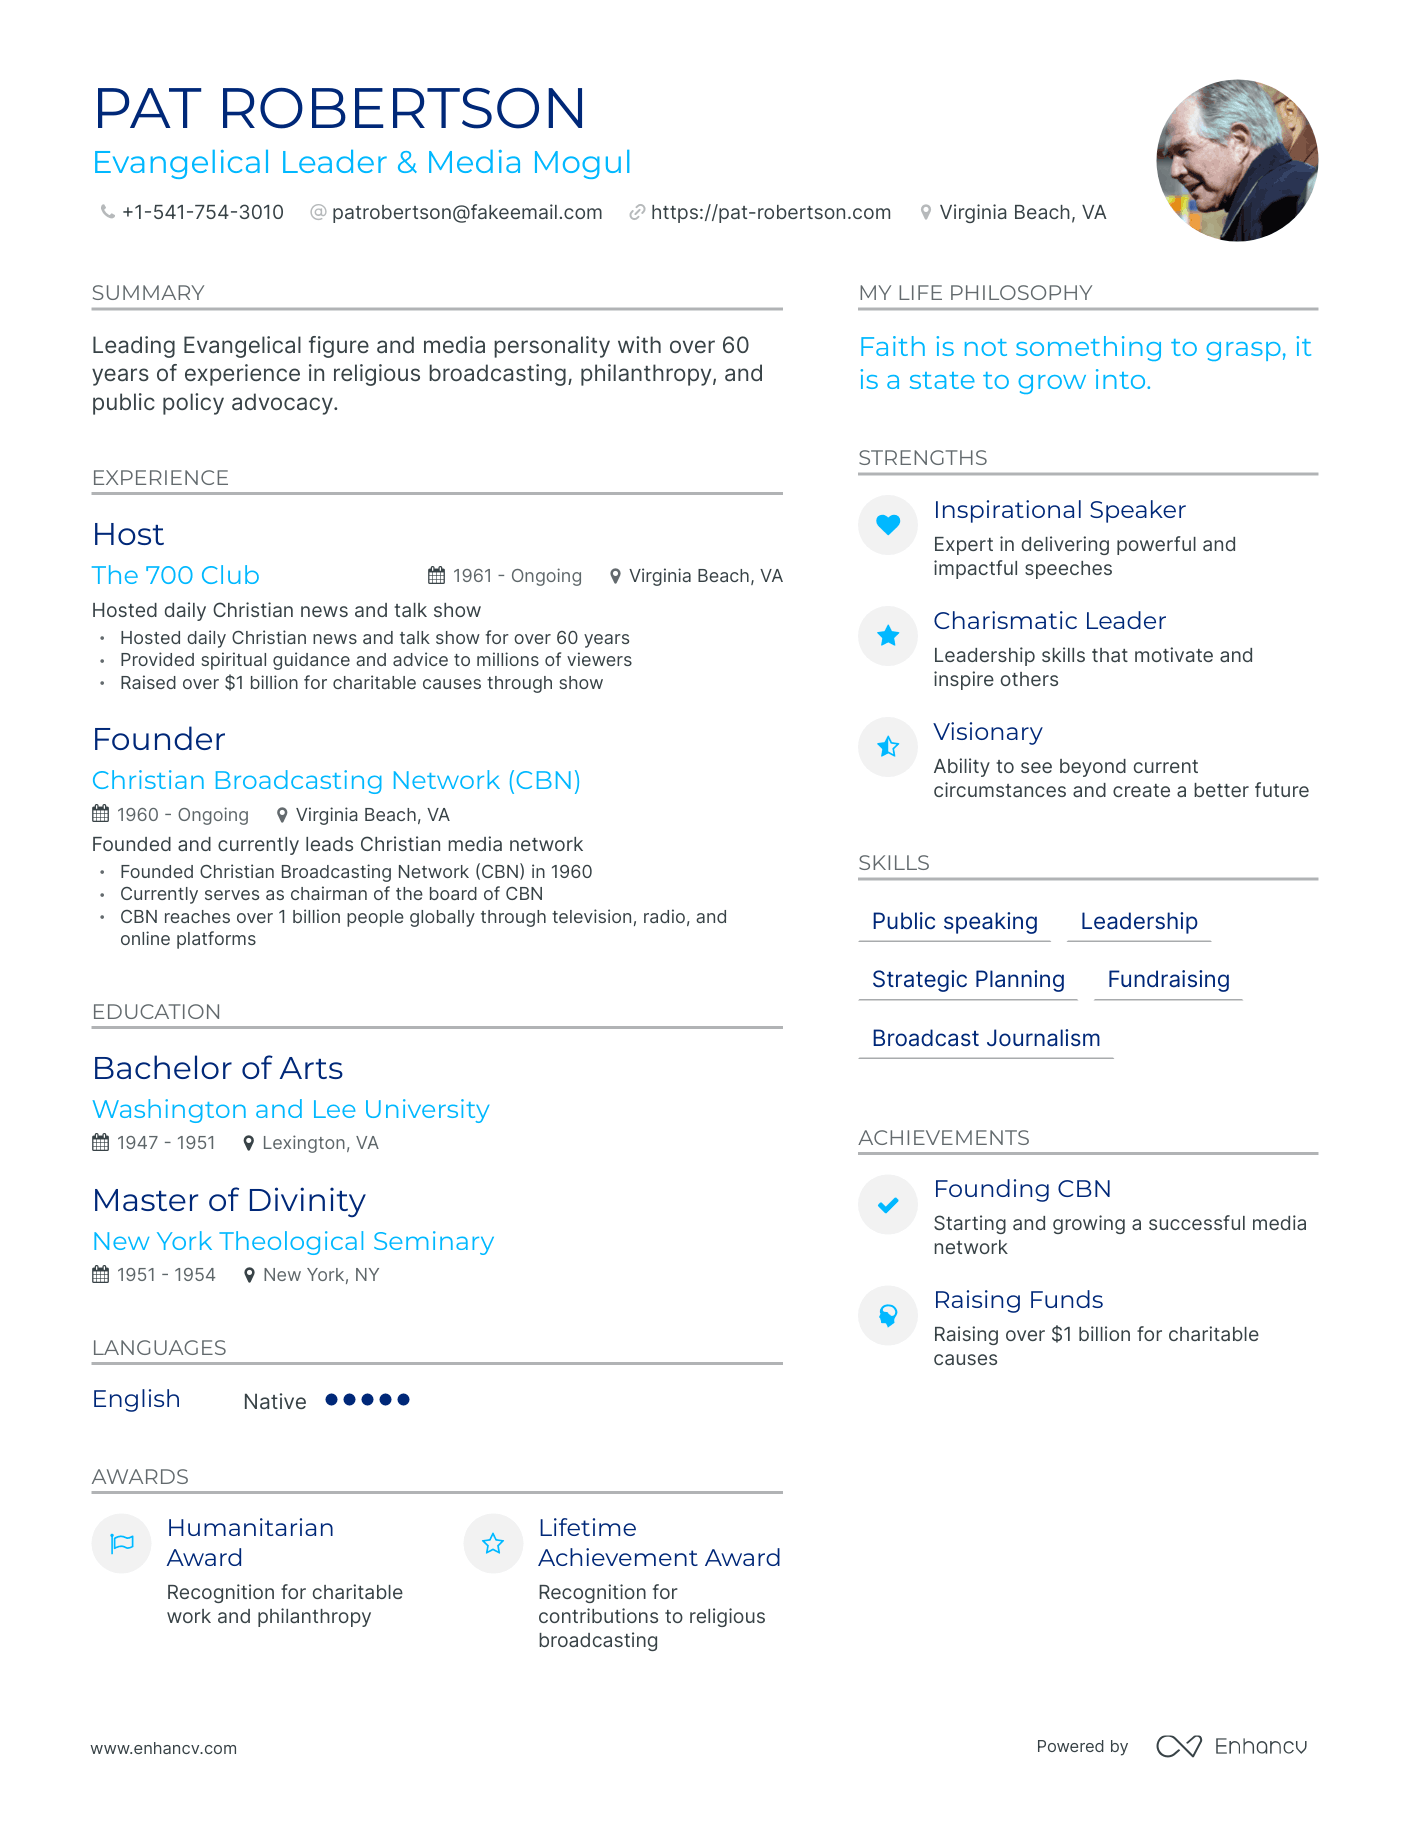 PAT ROBERTSON
Evangelical Leader & Media Mogul
+1-541-754-3010 @ patrobertson@fakeemail.com https://pat-robertson.com Virginia Beach, VA
SUMMARY
Leading Evangelical figure and media personality with over 60
years of experience in religious broadcasting, philanthropy, and
public policy advocacy.
EXPERIENCE
Host
The 700 Club 1961 - Ongoing Virginia Beach, VA
Hosted daily Christian news and talk show
• Hosted daily Christian news and talk show for over 60 years
• Provided spiritual guidance and advice to millions of viewers
• Raised over $1 billion for charitable causes through show
Founder
Christian Broadcasting Network (CBN)
1960 - Ongoing Virginia Beach, VA
Founded and currently leads Christian media network
• Founded Christian Broadcasting Network (CBN) in 1960
• Currently serves as chairman of the board of CBN
• CBN reaches over 1 billion people globally through television, radio, and
online platforms
EDUCATION
Bachelor of Arts
Washington and Lee University
1947 - 1951 Lexington, VA
Master of Divinity
New York Theological Seminary
1951 - 1954 New York, NY
LANGUAGES
English Native
AWARDS
Humanitarian
Award
Recognition for charitable
work and philanthropy
Lifetime
Achievement Award
Recognition for
contributions to religious
broadcasting
MY LIFE PHILOSOPHY
Faith is not something to grasp, it
is a state to grow into.
STRENGTHS
Inspirational Speaker
Expert in delivering powerful and
impactful speeches
Charismatic Leader
Leadership skills that motivate and
inspire others
Visionary
Ability to see beyond current
circumstances and create a better future
SKILLS
Public speaking Leadership
Strategic Planning Fundraising
Broadcast Journalism
ACHIEVEMENTS
Founding CBN
Starting and growing a successful media
network
Raising Funds
Raising over $1 billion for charitable
causes
www.enhancv.com
Powered by Enhancv